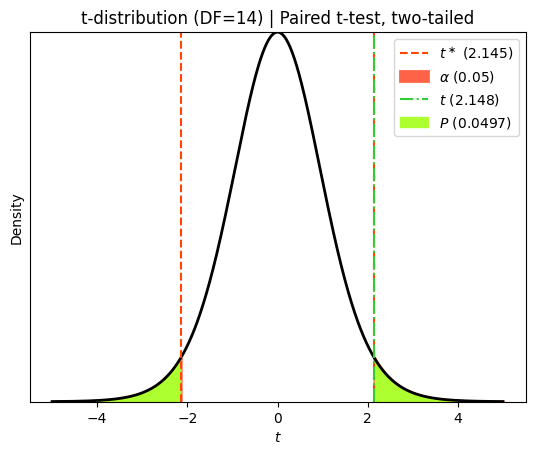 t-distribution (DF=14) | Paired t-test, two-tailed
t* (2.145)
α (0.05)
t (2.148)
P (0.0497)
Density
−4 −2 0 2 4
t